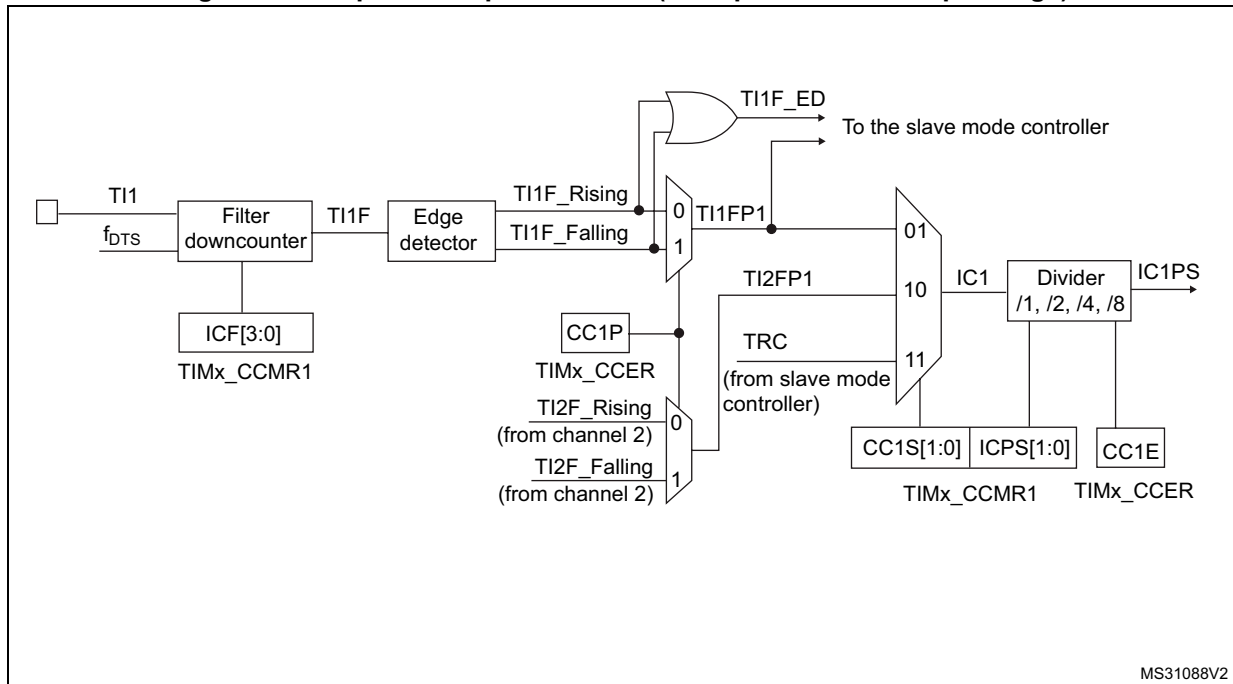 TI1F_ED
To the slave mode controller
TI1
f_DTS
Filter
downcounter
TI1F
Edge
detector
TI1F_Rising
TI1F_Falling
0
1
TI1FP1
01
10
11
TI2FP1
TRC
(from slave mode
controller)
IC1
Divider
/1, /2, /4, /8
IC1PS
ICF[3:0]
TIMx_CCMR1
CC1P
TIMx_CCER
TI2F_Rising
(from channel 2)
TI2F_Falling
(from channel 2)
0
1
CC1S[1:0]
ICPS[1:0]
TIMx_CCMR1
CC1E
TIMx_CCER
MS31088V2